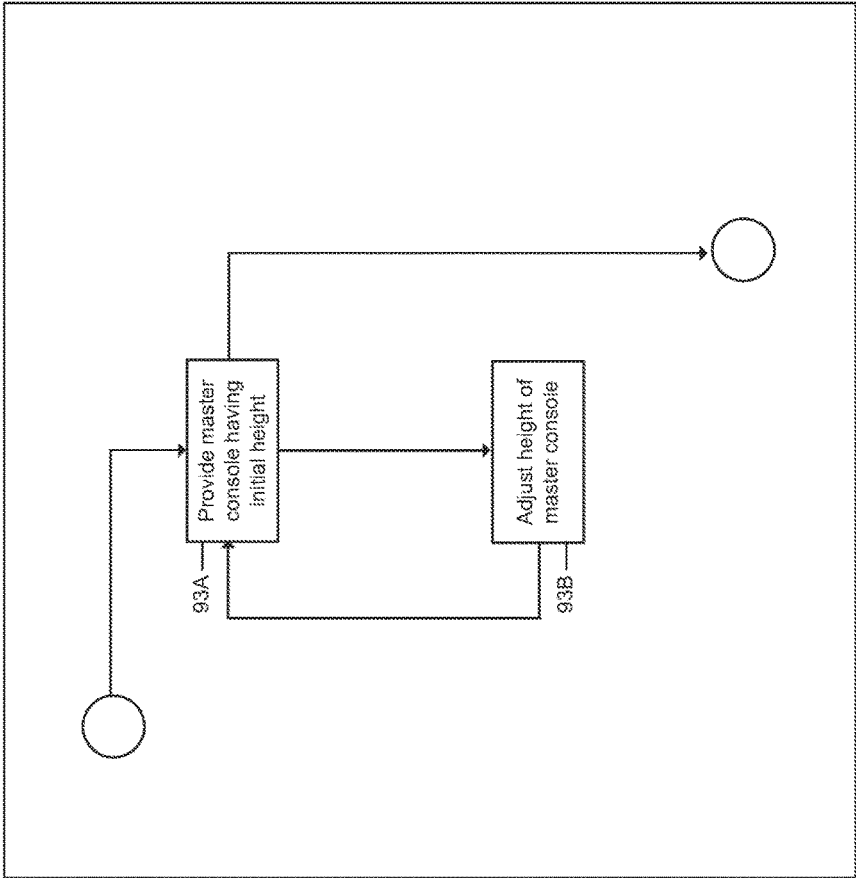 93A
Provide master
console having
initial height
93B
Adjust height of
master console